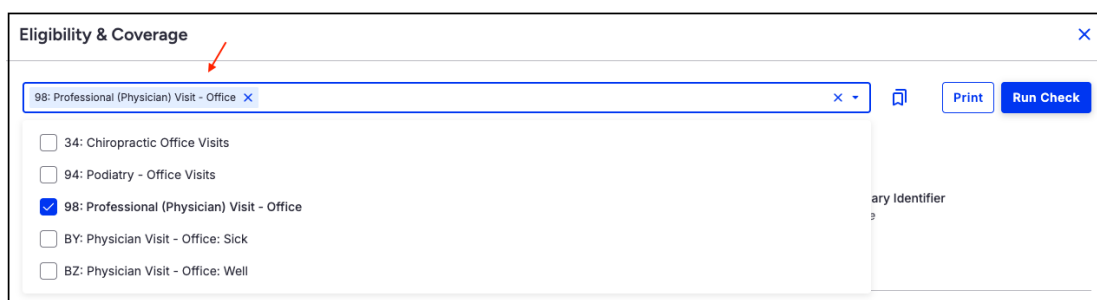 Eligibility & Coverage
98: Professional (Physician) Visit - Office
Print
Run Check
34: Chiropractic Office Visits
94: Podiatry - Office Visits
98: Professional (Physician) Visit - Office
ary Identifier
BY: Physician Visit - Office: Sick
BZ: Physician Visit - Office: Well